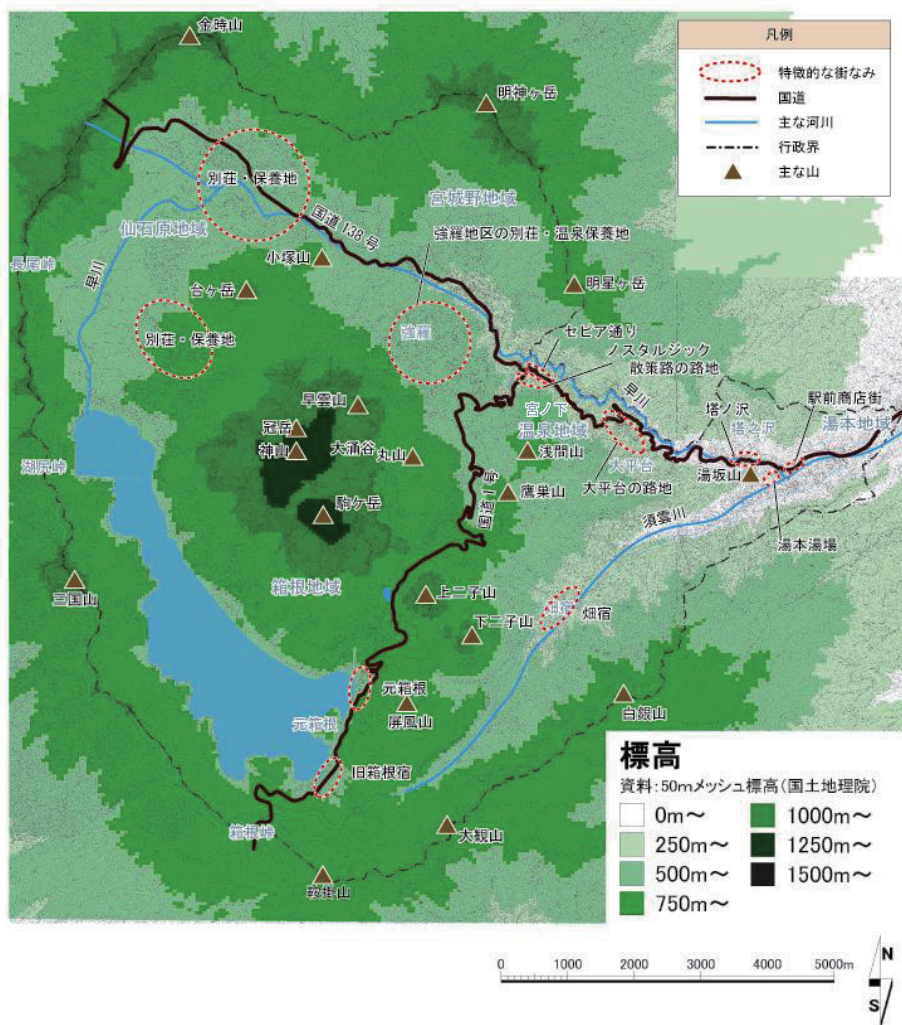 金時山
凡例
特徴的な街なみ
国道
主な河川
行政界
主な山
明神ヶ岳
別荘・保養地
宮城野地域
仙石原地域
国道138号
強羅地区の別荘・温泉保養地
長尾峠
早川
小塚山
台ヶ岳
明星ヶ岳
別荘・保養地
強羅
セピア通り
ノスタルジック
散策路の路地
早川
早雲山
宮ノ下
塔ノ沢
駅前商店街
冠岳
温泉地域
塔之沢
湯本地域
神山
大涌谷
丸山
浅間山
大平台
湖尻峠
湯坂山
大平台の路地
鷹巣山
国道1号
駒ケ岳
須雲川
湯本湯場
三国山
箱根地域
上二子山
畑宿
畑宿
下二子山
元箱根
元箱根
屏風山
白銀山
旧箱根宿
箱根峠
大観山
鞍掛山
標高
資料:50mメッシュ標高(国土地理院)
0m～
250m～
500m～
750m～
1000m～
1250m～
1500m～
0 1000 2000 3000 4000 5000m
N
S